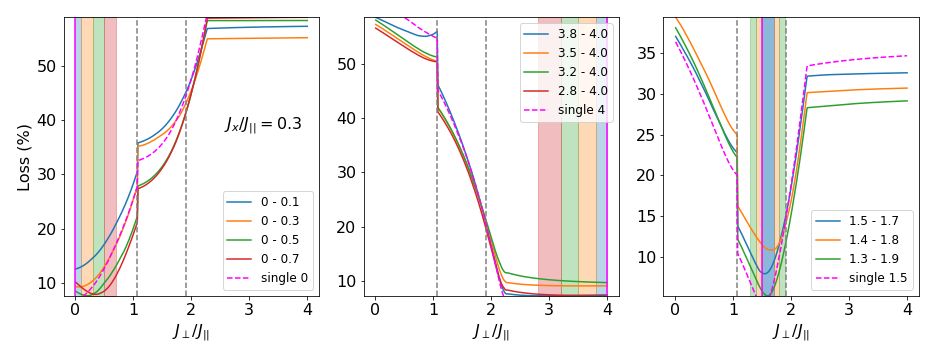 Loss (%)
50
40
30
20
10
J_x/J_{||} = 0.3
0 - 0.1
0 - 0.3
0 - 0.5
0 - 0.7
single 0
0 1 2 3 4
J_⊥/J_{||}
50
40
30
20
10
3.8 - 4.0
3.5 - 4.0
3.2 - 4.0
2.8 - 4.0
single 4
0 1 2 3 4
J_⊥/J_{||}
35
30
25
20
15
10
1.5 - 1.7
1.4 - 1.8
1.3 - 1.9
single 1.5
0 1 2 3 4
J_⊥/J_{||}